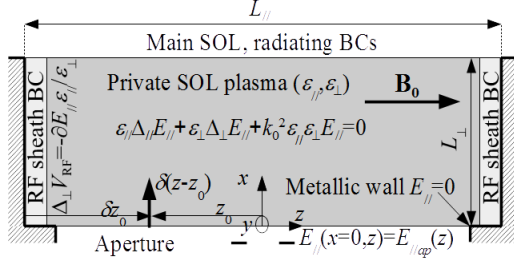 L//
Main SOL, radiating BCs
RF sheath BC
Δ⊥VRF=-∂E//ε///ε⊥
Private SOL plasma (ε//,ε⊥)
B0
ε//Δ//E//+ε⊥Δ⊥E//+k0²ε//ε⊥E//=0
L⊥
RF sheath BC
δ(z-z0)
x
Metallic wall E//=0
δz0
z0
y
z
Aperture
E//(x=0,z)=E//ap(z)